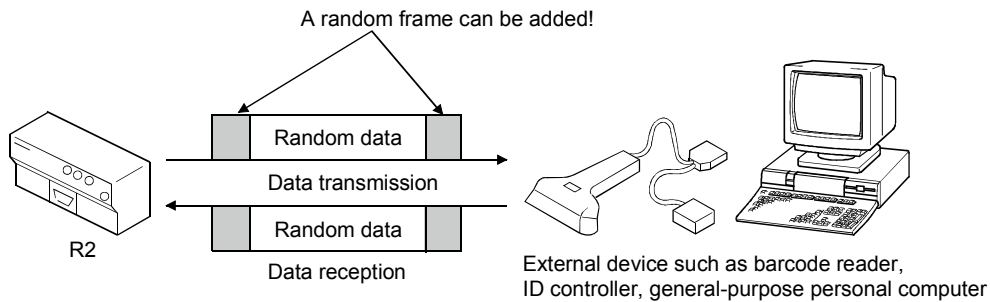 A random frame can be added!
Random data
Data transmission
Random data
Data reception
R2
External device such as barcode reader,
ID controller, general-purpose personal computer